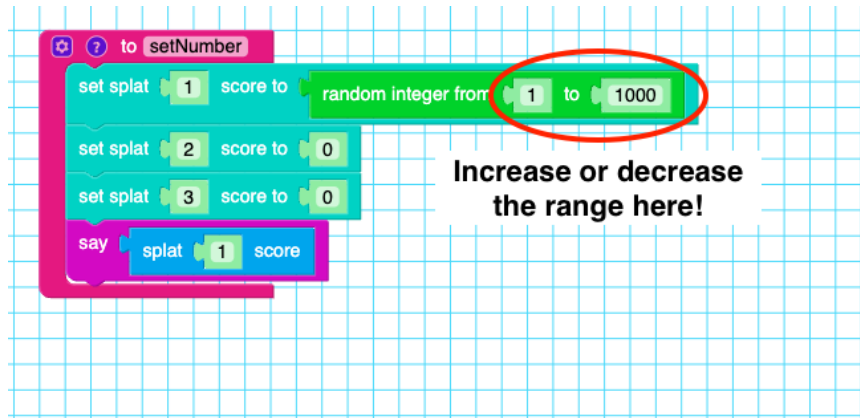 ? to setNumber
set splat 1 score to random integer from 1 to 1000
set splat 2 score to 0
set splat 3 score to 0
Increase or decrease
the range here!
say splat 1 score